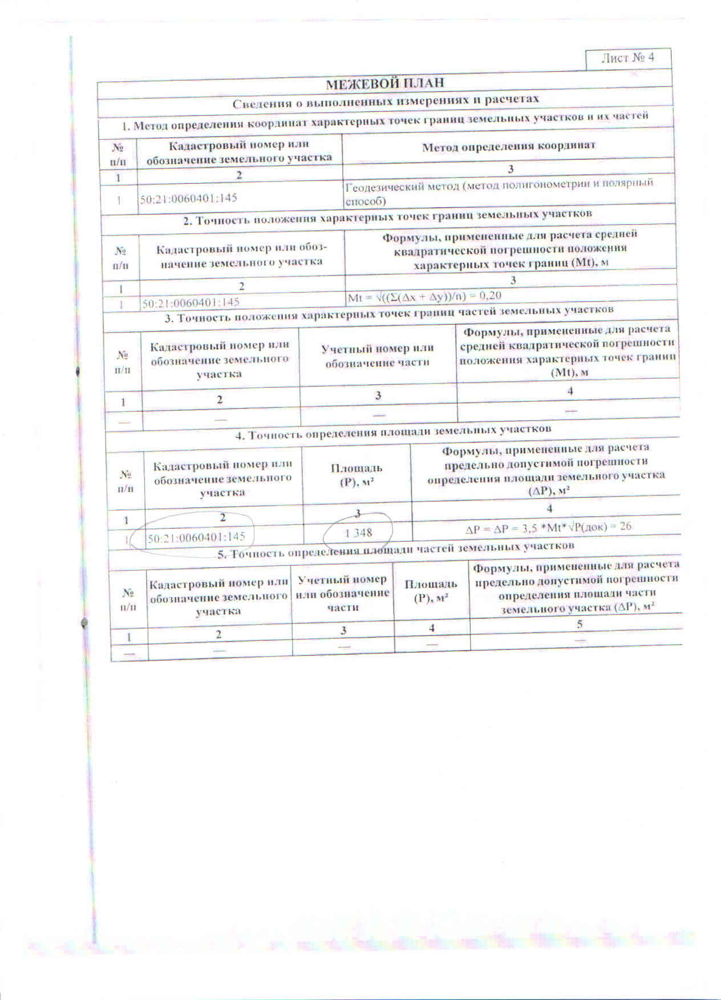 Лист № 4
МЕЖЕВОЙ ПЛАН
Сведения о выполненных измерениях и расчетах
1. Метод определения координат характерных точек границ земельных участков и их частей
№
п/п
Кадастровый номер или
обозначение земельного участка
Метод определения координат
1
2
3
1
50:21:0060401:145
Геодезический метод (метод полигонометрии и полярный
способ)
2. Точность положения характерных точек границ земельных участков
№
п/п
Кадастровый номер или обоз-
начение земельного участка
Формулы, примененные для расчета средней
квадратической погрешности положения
характерных точек границ (Mt), м
1
2
3
1
50:21:0060401:145
Mt = √((Σ(Δx + Δy))/n) = 0,20
3. Точность положения характерных точек границ частей земельных участков
№
п/п
Кадастровый номер или
обозначение земельного
участка
Учетный номер или
обозначение части
Формулы, примененные для расчета
средней квадратической погрешности
положения характерных точек границ
(Mt), м
1
2
3
4
—
—
—
—
4. Точность определения площади земельных участков
№
п/п
Кадастровый номер или
обозначение земельного
участка
Площадь
(P), м²
Формулы, примененные для расчета
предельно допустимой погрешности
определения площади земельного участка
(ΔP), м²
1
2
3
4
1
50:21:0060401:145
1 348
ΔP = ΔP = 3,5 *Mt*√P(док) = 26
5. Точность определения площади частей земельных участков
№
п/п
Кадастровый номер или
обозначение земельного
участка
Учетный номер
или обозначение
части
Площадь
(P), м²
Формулы, примененные для расчета
предельно допустимой погрешности
определения площади части
земельного участка (ΔP), м²
1
2
3
4
5
—
—
—
—
—